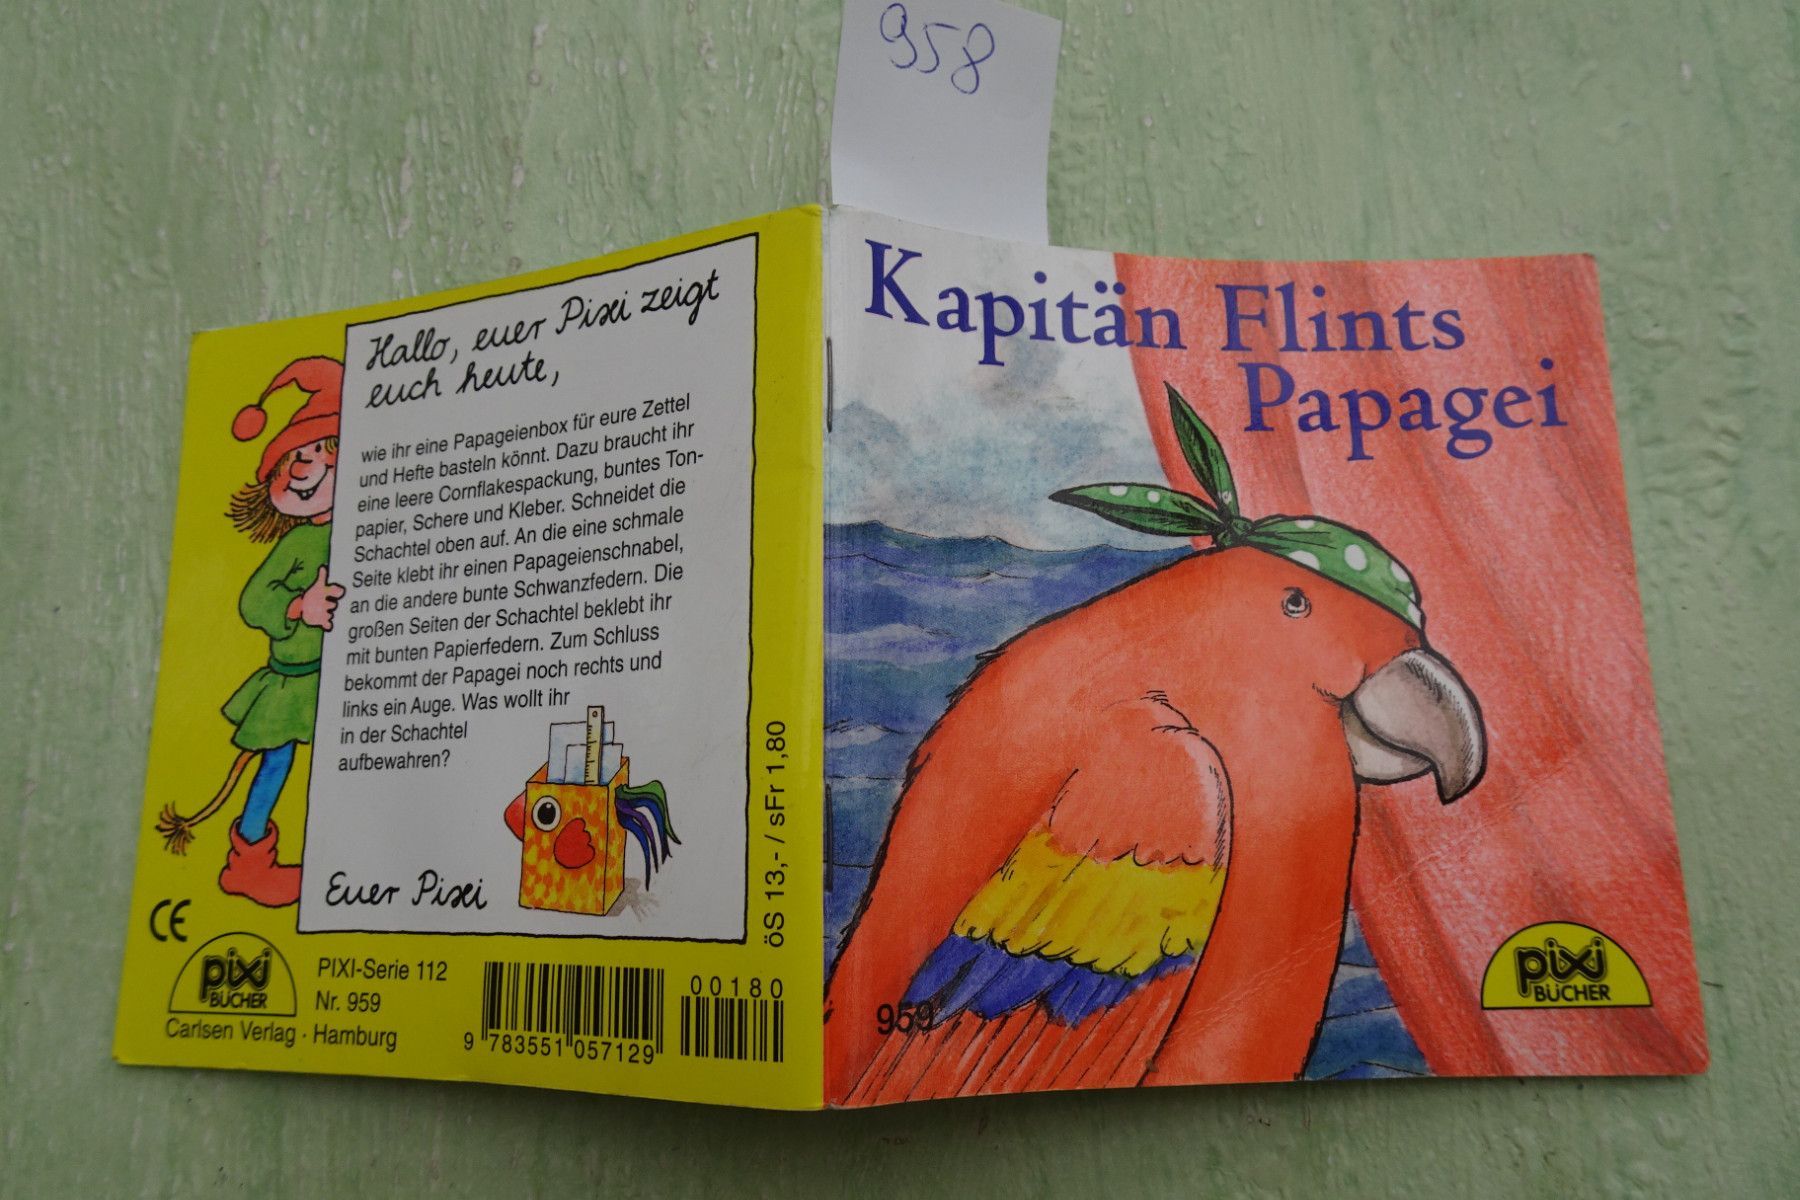 958
Kapitän Flints
Papagei
959
pixi
BÜCHER
Hallo, euer Pixi zeigt
euch heute,
wie ihr eine Papageienbox für eure Zettel
und Hefte basteln könnt. Dazu braucht ihr
eine leere Cornflakespackung, buntes Ton-
papier, Schere und Kleber. Schneidet die
Schachtel oben auf. An die eine schmale
Seite klebt ihr einen Papageienschnabel,
an die andere bunte Schwanzfedern. Die
großen Seiten der Schachtel beklebt ihr
mit bunten Papierfedern. Zum Schluss
bekommt der Papagei noch rechts und
links ein Auge. Was wollt ihr
in der Schachtel
aufbewahren?
Euer Pixi
öS 13,- / sFr 1,80
CE
pixi
BÜCHER
PIXI-Serie 112
Nr. 959
Carlsen Verlag · Hamburg
9 783551 057129
00180